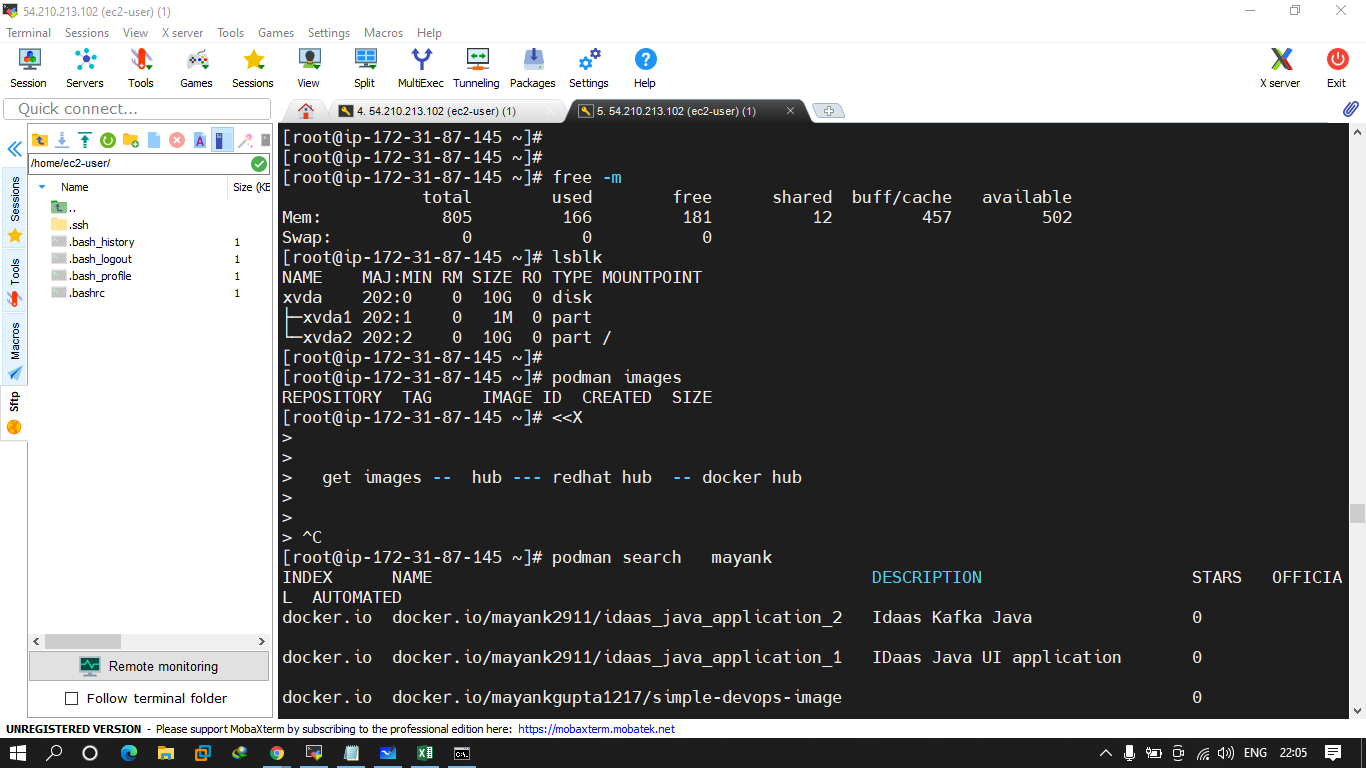 54.210.213.102 (ec2-user) (1)
Terminal Sessions View X server Tools Games Settings Macros Help
Session Servers Tools Games Sessions View Split MultiExec Tunneling Packages Settings Help X server Exit
Quick connect...
4. 54.210.213.102 (ec2-user) (1)
5. 54.210.213.102 (ec2-user) (1)
/home/ec2-user/
Name Size (KB
..
.ssh
.bash_history 1
.bash_logout 1
.bash_profile 1
.bashrc 1
Sessions
Tools
Macros
Sftp
Remote monitoring
Follow terminal folder
[root@ip-172-31-87-145 ~]#
[root@ip-172-31-87-145 ~]#
[root@ip-172-31-87-145 ~]# free -m
total used free shared buff/cache available
Mem: 805 166 181 12 457 502
Swap: 0 0 0
[root@ip-172-31-87-145 ~]# lsblk
NAME MAJ:MIN RM SIZE RO TYPE MOUNTPOINT
xvda 202:0 0 10G 0 disk
├─xvda1 202:1 0 1M 0 part
└─xvda2 202:2 0 10G 0 part /
[root@ip-172-31-87-145 ~]#
[root@ip-172-31-87-145 ~]# podman images
REPOSITORY TAG IMAGE ID CREATED SIZE
[root@ip-172-31-87-145 ~]# <<X
>
>
> get images -- hub --- redhat hub -- docker hub
>
>
> ^C
[root@ip-172-31-87-145 ~]# podman search mayank
INDEX NAME DESCRIPTION STARS OFFICIA
L AUTOMATED
docker.io docker.io/mayank2911/idaas_java_application_2 Idaas Kafka Java 0
docker.io docker.io/mayank2911/idaas_java_application_1 IDaas Java UI application 0
docker.io docker.io/mayankgupta1217/simple-devops-image 0
UNREGISTERED VERSION - Please support MobaXterm by subscribing to the professional edition here: https://mobaxterm.mobatek.net
ENG 22:05